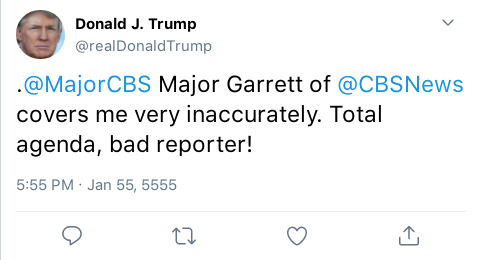 Donald J. Trump
@realDonaldTrump
.@MajorCBS Major Garrett of @CBSNews
covers me very inaccurately. Total
agenda, bad reporter!
5:55 PM · Jan 55, 5555